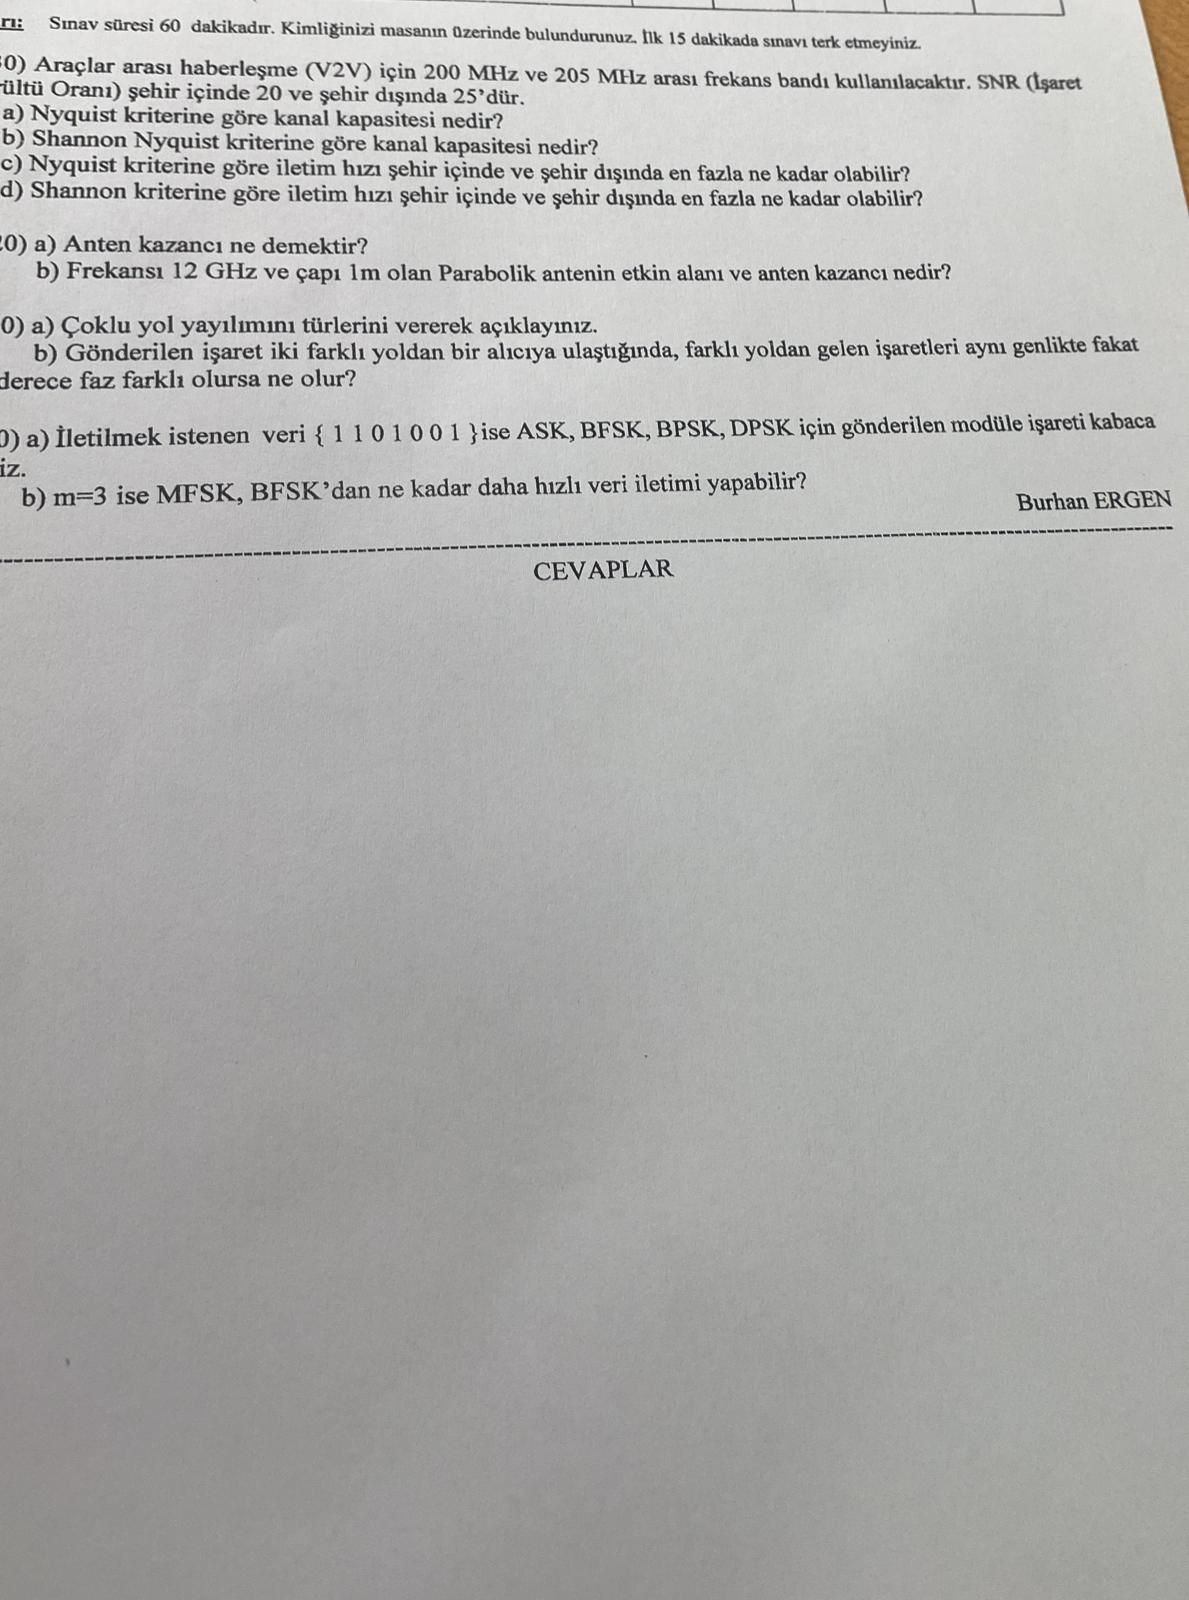 rı: Sınav süresi 60 dakikadır. Kimliğinizi masanın üzerinde bulundurunuz. İlk 15 dakikada sınavı terk etmeyiniz.
0) Araçlar arası haberleşme (V2V) için 200 MHz ve 205 MHz arası frekans bandı kullanılacaktır. SNR (İşaret
ültü Oranı) şehir içinde 20 ve şehir dışında 25'dür.
a) Nyquist kriterine göre kanal kapasitesi nedir?
b) Shannon Nyquist kriterine göre kanal kapasitesi nedir?
c) Nyquist kriterine göre iletim hızı şehir içinde ve şehir dışında en fazla ne kadar olabilir?
d) Shannon kriterine göre iletim hızı şehir içinde ve şehir dışında en fazla ne kadar olabilir?
0) a) Anten kazancı ne demektir?
b) Frekansı 12 GHz ve çapı 1m olan Parabolik antenin etkin alanı ve anten kazancı nedir?
0) a) Çoklu yol yayılımını türlerini vererek açıklayınız.
b) Gönderilen işaret iki farklı yoldan bir alıcıya ulaştığında, farklı yoldan gelen işaretleri aynı genlikte fakat
derece faz farklı olursa ne olur?
0) a) İletilmek istenen veri { 1 1 0 1 0 0 1 }ise ASK, BFSK, BPSK, DPSK için gönderilen modüle işareti kabaca
iz.
b) m=3 ise MFSK, BFSK'dan ne kadar daha hızlı veri iletimi yapabilir?
Burhan ERGEN
CEVAPLAR